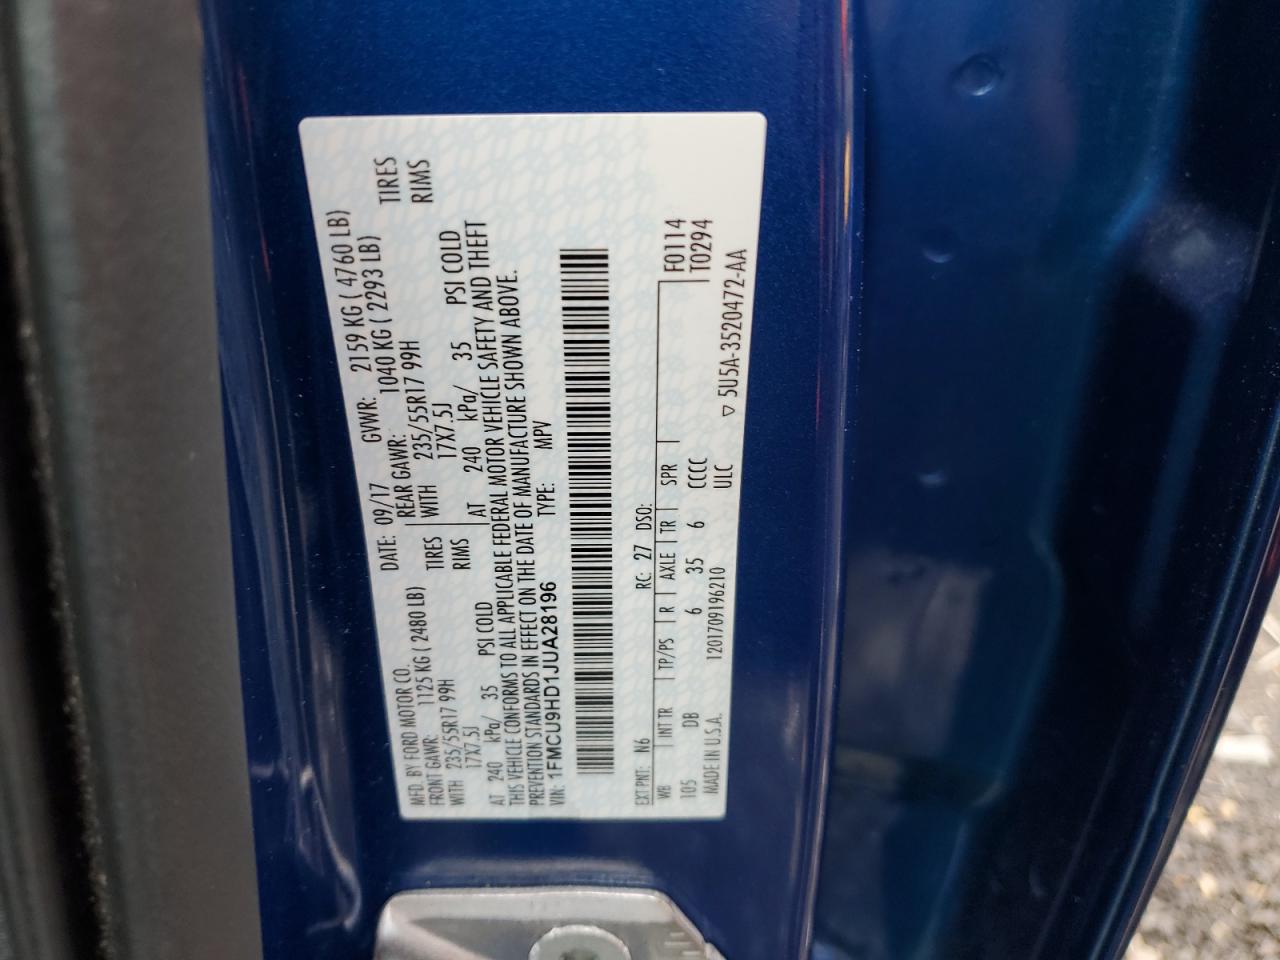 MFD. BY FORD MOTOR CO. DATE: 09/17 GVWR: 2159 KG ( 4760 LB)
FRONT GAWR: 1125 KG ( 2480 LB) REAR GAWR: 1040 KG ( 2293 LB)
WITH 235/55R17 99H TIRES WITH 235/55R17 99H TIRES
17X7.5J RIMS 17X7.5J RIMS
AT 240 kPa/ 35 PSI COLD AT 240 kPa/ 35 PSI COLD
THIS VEHICLE CONFORMS TO ALL APPLICABLE FEDERAL MOTOR VEHICLE SAFETY AND THEFT
PREVENTION STANDARDS IN EFFECT ON THE DATE OF MANUFACTURE SHOWN ABOVE.
VIN: 1FMCU9HD1JUA28196 TYPE: MPV
EXT PNT: N6 RC: 27 DSO:
WB INT TR TP/PS R AXLE TR SPR F0114
105 DB 6 35 6 CCCC T0294
MADE IN U.S.A. 1201709196210 ULC ▽ 5U5A-3520472-AA